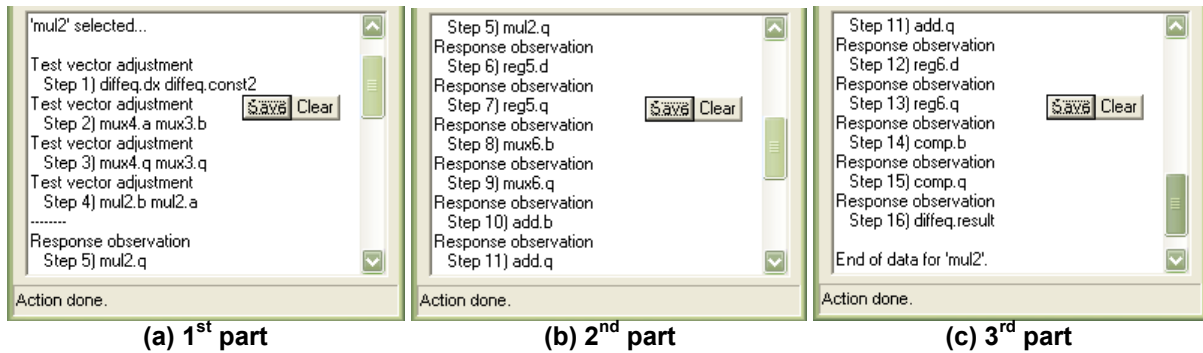 'mul2' selected...
Test vector adjustment
Step 1) diffeq.dx diffeq.const2
Test vector adjustment
Step 2) mux4.a mux3.b
Test vector adjustment
Step 3) mux4.q mux3.q
Test vector adjustment
Step 4) mul2.b mul2.a
--------
Response observation
Step 5) mul2.q
Save Clear
Action done.
(a) 1st part
Step 5) mul2.q
Response observation
Step 6) reg5.d
Response observation
Step 7) reg5.q
Response observation
Step 8) mux6.b
Response observation
Step 9) mux6.q
Response observation
Step 10) add.b
Response observation
Step 11) add.q
Save Clear
Action done.
(b) 2nd part
Step 11) add.q
Response observation
Step 12) reg6.d
Response observation
Step 13) reg6.q
Response observation
Step 14) comp.b
Response observation
Step 15) comp.q
Response observation
Step 16) diffeq.result
End of data for 'mul2'.
Save Clear
Action done.
(c) 3rd part